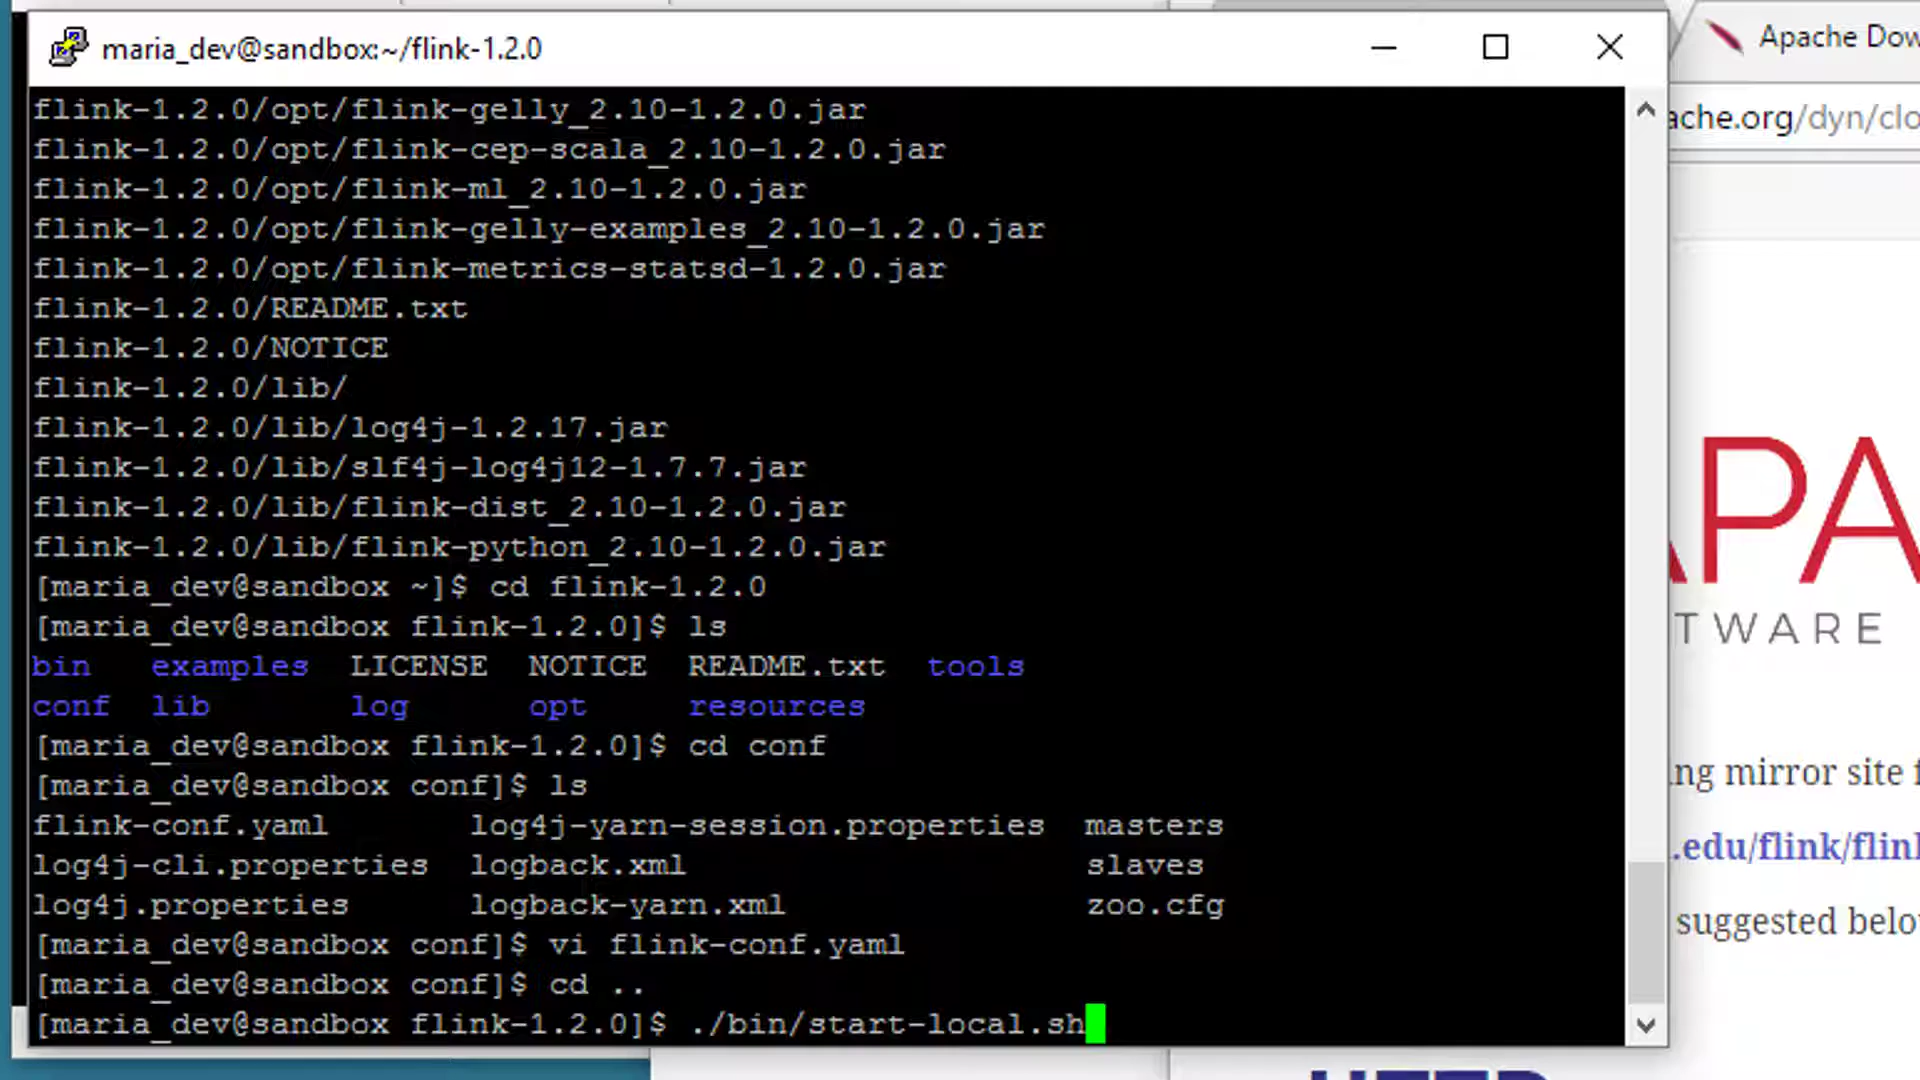 maria_dev@sandbox:~/flink-1.2.0
flink-1.2.0/opt/flink-gelly_2.10-1.2.0.jar
flink-1.2.0/opt/flink-cep-scala_2.10-1.2.0.jar
flink-1.2.0/opt/flink-ml_2.10-1.2.0.jar
flink-1.2.0/opt/flink-gelly-examples_2.10-1.2.0.jar
flink-1.2.0/opt/flink-metrics-statsd-1.2.0.jar
flink-1.2.0/README.txt
flink-1.2.0/NOTICE
flink-1.2.0/lib/
flink-1.2.0/lib/log4j-1.2.17.jar
flink-1.2.0/lib/slf4j-log4j12-1.7.7.jar
flink-1.2.0/lib/flink-dist_2.10-1.2.0.jar
flink-1.2.0/lib/flink-python_2.10-1.2.0.jar
[maria_dev@sandbox ~]$ cd flink-1.2.0
[maria_dev@sandbox flink-1.2.0]$ ls
bin examples LICENSE NOTICE README.txt tools
conf lib log opt resources
[maria_dev@sandbox flink-1.2.0]$ cd conf
[maria_dev@sandbox conf]$ ls
flink-conf.yaml log4j-yarn-session.properties masters
log4j-cli.properties logback.xml slaves
log4j.properties logback-yarn.xml zoo.cfg
[maria_dev@sandbox conf]$ vi flink-conf.yaml
[maria_dev@sandbox conf]$ cd ..
[maria_dev@sandbox flink-1.2.0]$ ./bin/start-local.sh
Apache Dow
ache.org/dyn/clo
PA
TWARE
ng mirror site f
.edu/flink/flin
suggested belo